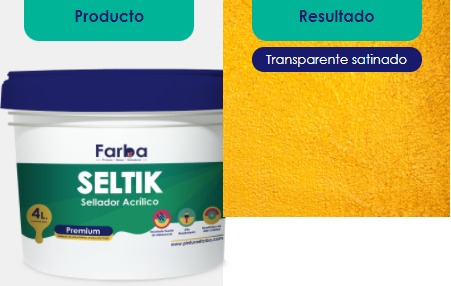 Producto
Resultado
Transparente satinado
Farba
SELTIK
Sellador Acrílico
4L.
Premium
www.pinturasfarba.com